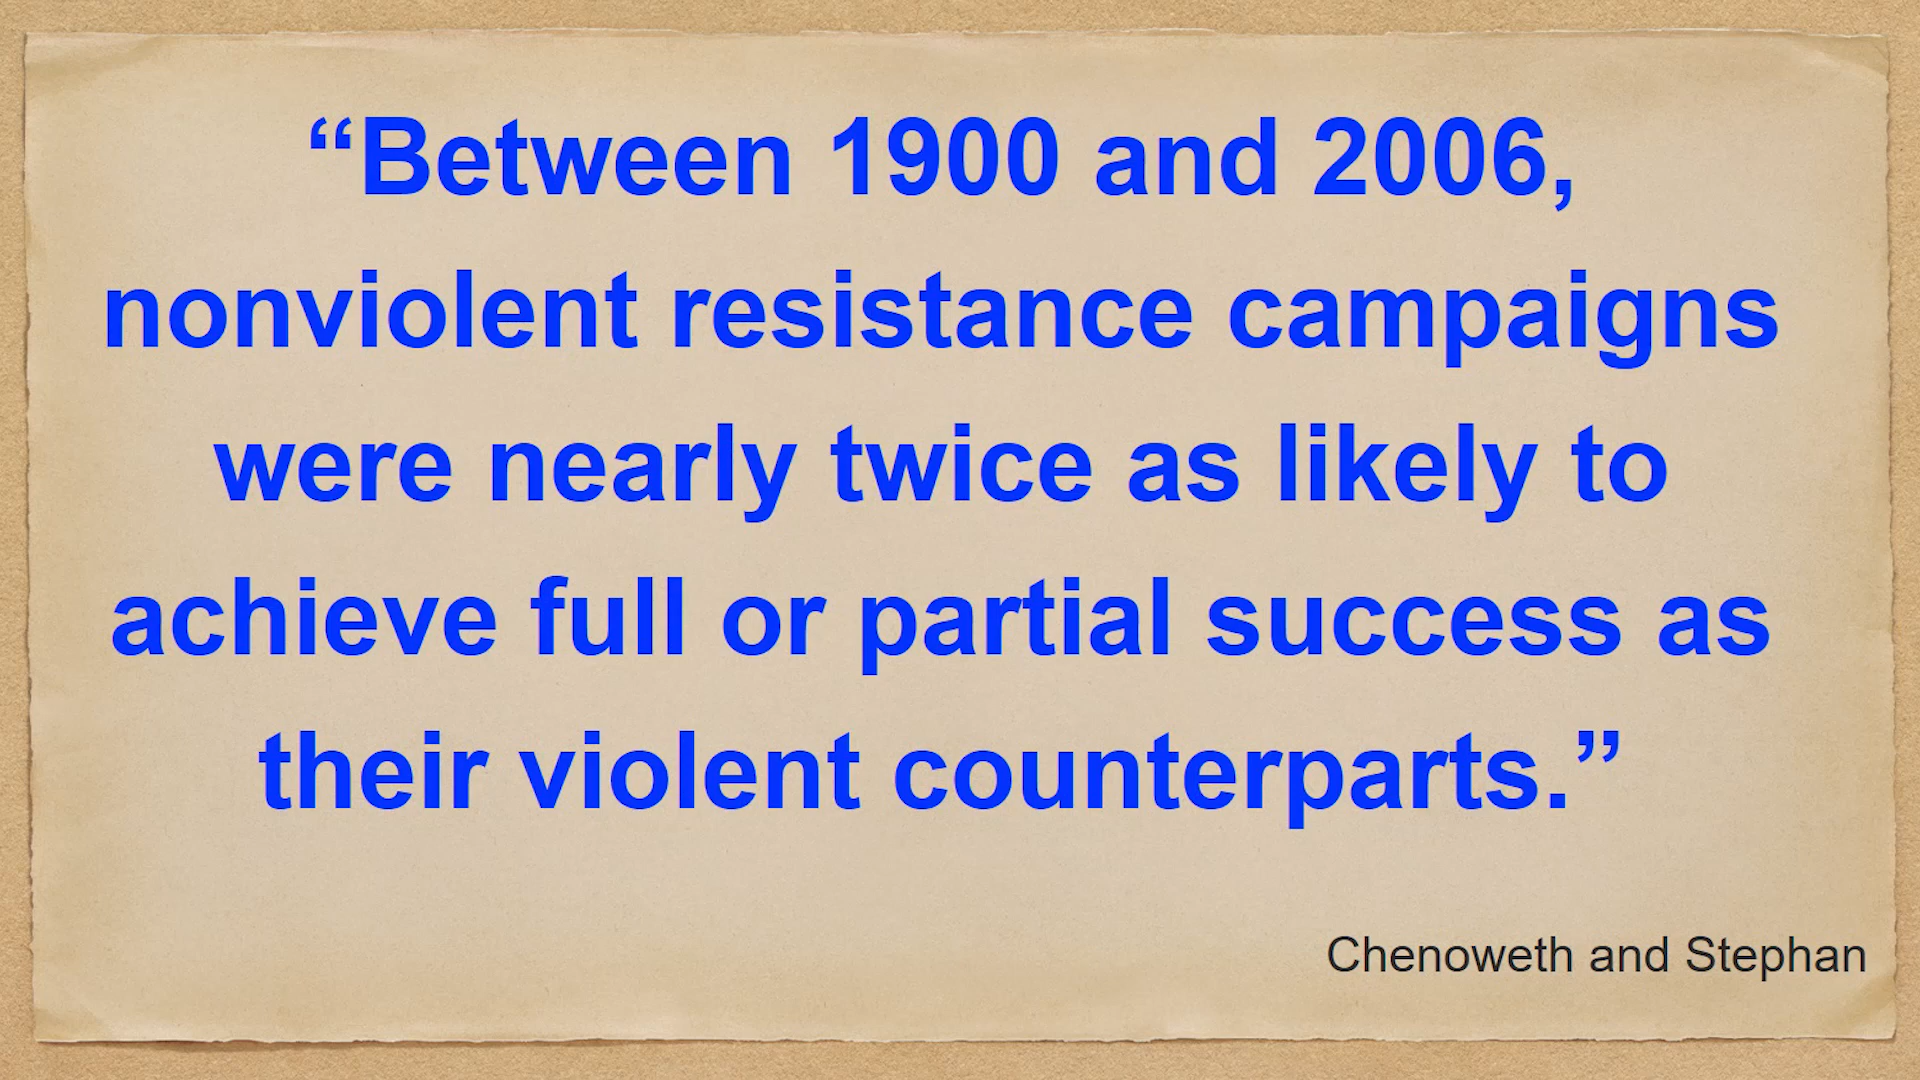 “Between 1900 and 2006,
nonviolent resistance campaigns
were nearly twice as likely to
achieve full or partial success as
their violent counterparts.”
Chenoweth and Stephan